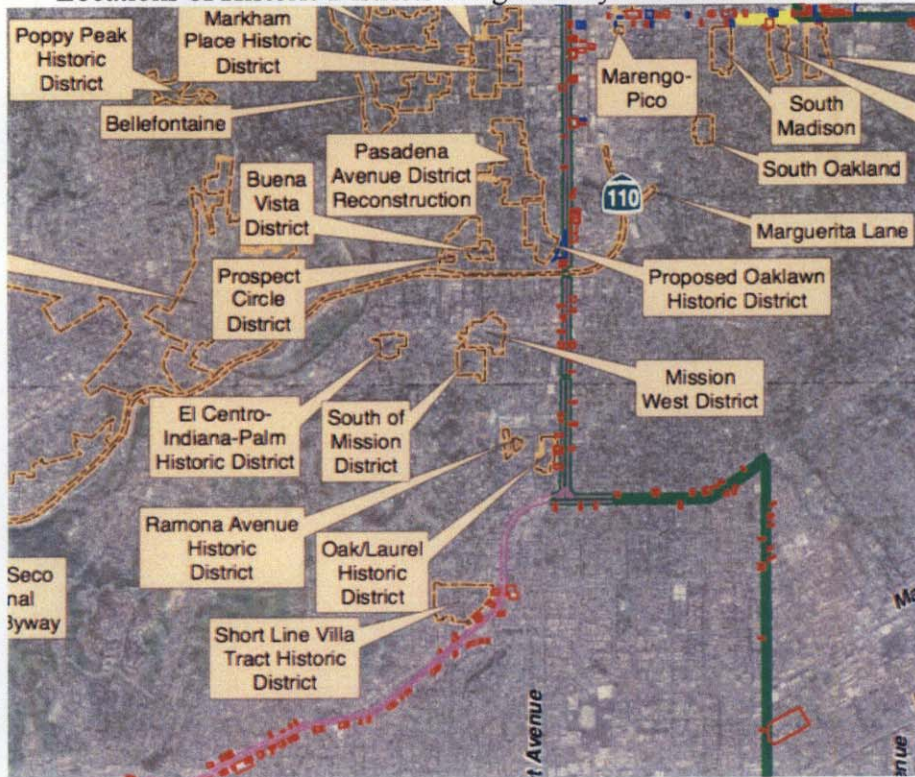 Poppy Peak
Historic
District
Markham
Place Historic
District
Bellefontaine
Marengo-
Pico
South
Madison
South Oakland
Buena
Vista
District
Pasadena
Avenue District
Reconstruction
110
Marguerita Lane
Prospect
Circle
District
Proposed Oaklawn
Historic District
Mission
West District
El Centro-
Indiana-Palm
Historic District
South of
Mission
District
Ramona Avenue
Historic
District
Oak/Laurel
Historic
District
Seco
nal
Byway
Short Line Villa
Tract Historic
District
t Avenue
Ma
nue